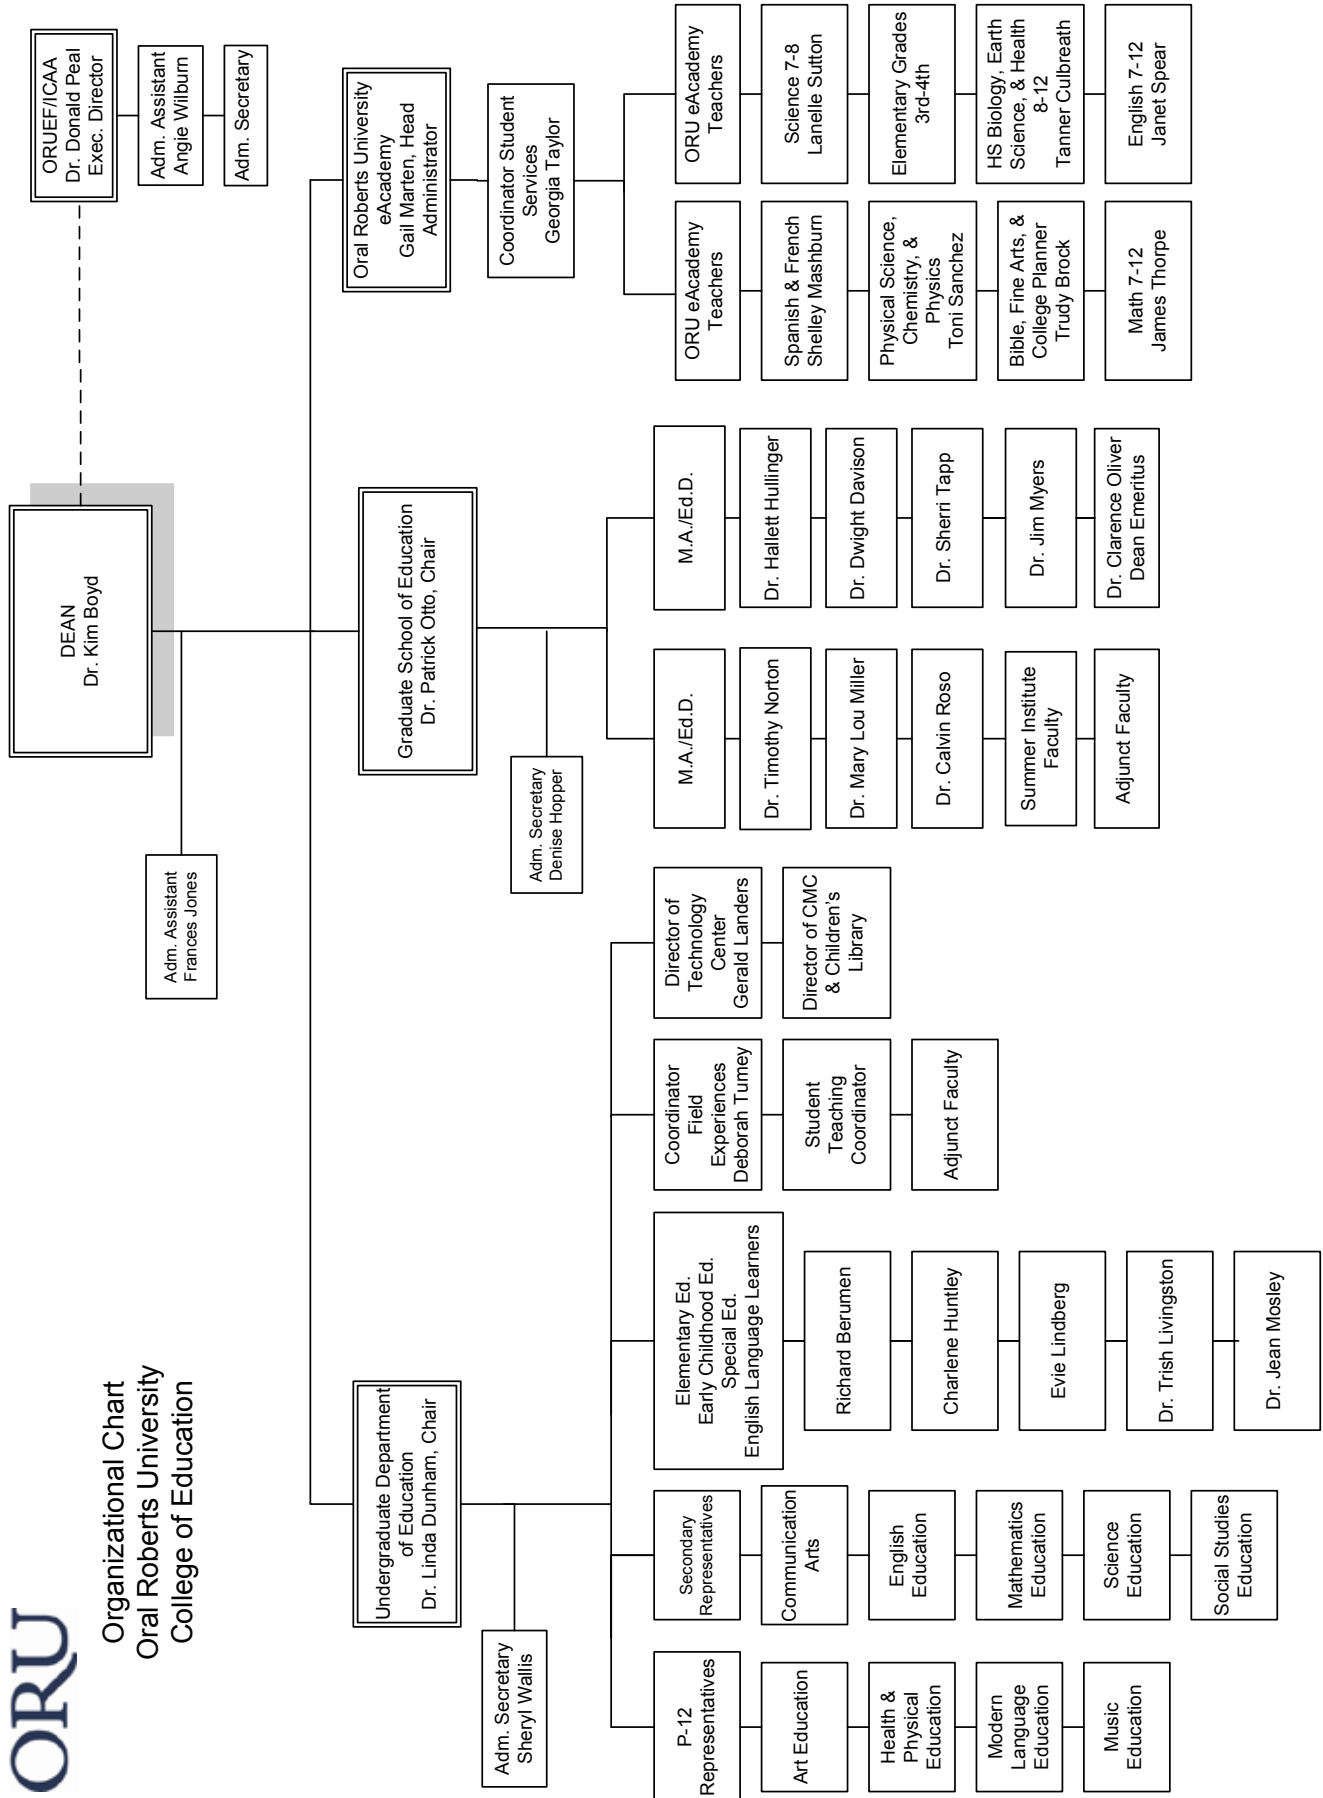 ORU
Organizational Chart
Oral Roberts University
College of Education
DEAN
Dr. Kim Boyd
ORUEF/ICAA
Dr. Donald Peal
Exec. Director
Adm. Assistant
Angie Wilburn
Adm. Secretary
Adm. Assistant
Frances Jones
Undergraduate Department
of Education
Dr. Linda Dunham, Chair
Adm. Secretary
Sheryl Wallis
P-12
Representatives
Art Education
Health &
Physical
Education
Modern
Language
Education
Music
Education
Secondary
Representatives
Communication
Arts
English
Education
Mathematics
Education
Science
Education
Social Studies
Education
Elementary Ed.
Early Childhood Ed.
Special Ed.
English Language Learners
Richard Berumen
Charlene Huntley
Evie Lindberg
Dr. Trish Livingston
Dr. Jean Mosley
Coordinator
Field
Experiences
Deborah Tumey
Student
Teaching
Coordinator
Adjunct Faculty
Director of
Technology
Center
Gerald Landers
Director of CMC
& Children's
Library
Graduate School of Education
Dr. Patrick Otto, Chair
Adm. Secretary
Denise Hopper
M.A./Ed.D.
Dr. Timothy Norton
Dr. Mary Lou Miller
Dr. Calvin Roso
Summer Institute
Faculty
Adjunct Faculty
M.A./Ed.D.
Dr. Hallett Hullinger
Dr. Dwight Davison
Dr. Sherri Tapp
Dr. Jim Myers
Dr. Clarence Oliver
Dean Emeritus
Oral Roberts University
eAcademy
Gail Marten, Head
Administrator
Coordinator Student
Services
Georgia Taylor
ORU eAcademy
Teachers
Spanish & French
Shelley Mashburn
Physical Science,
Chemistry, &
Physics
Toni Sanchez
Bible, Fine Arts, &
College Planner
Trudy Brock
Math 7-12
James Thorpe
ORU eAcademy
Teachers
Science 7-8
Lanelle Sutton
Elementary Grades
3rd-4th
HS Biology, Earth
Science, & Health
8-12
Tanner Culbreath
English 7-12
Janet Spear